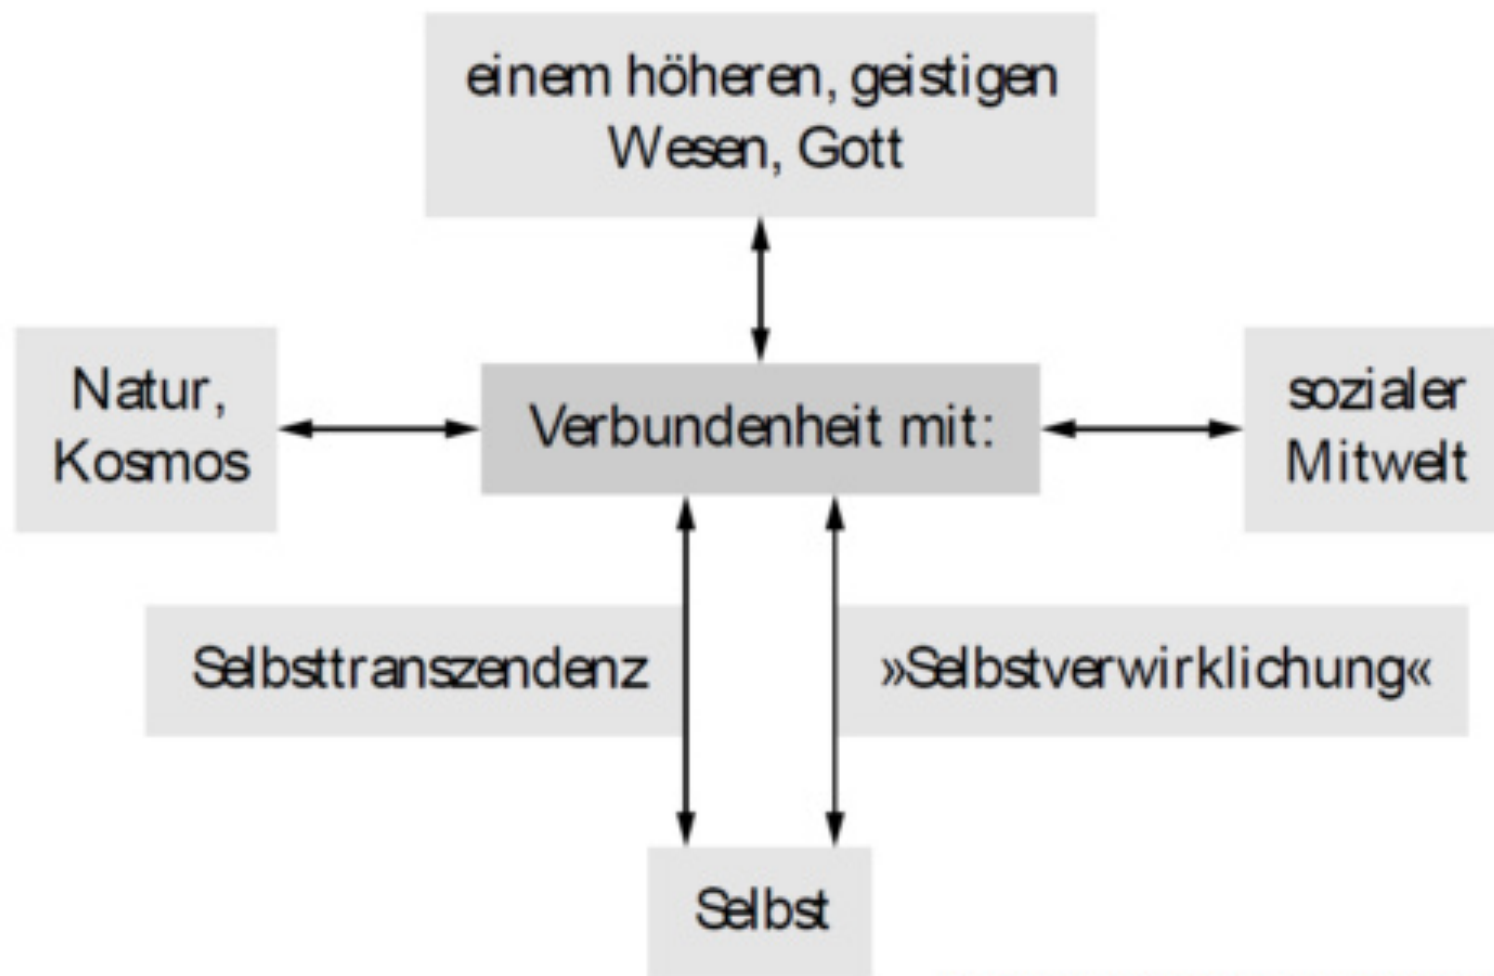 einem höheren, geistigen
Wesen, Gott
Natur,
Kosmos
Verbundenheit mit:
sozialer
Mitwelt
Selbsttranszendenz
»Selbstverwirklichung«
Selbst